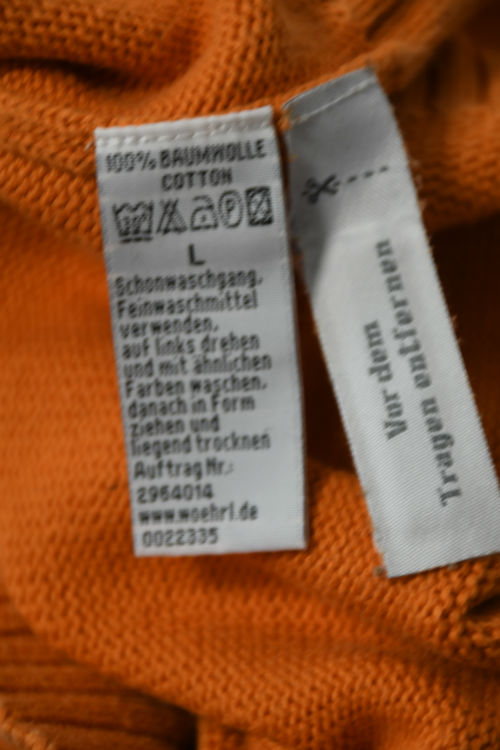 100% BAUMWOLLE
COTTON
L
Schonwaschgang,
Feinwaschmittel
verwenden,
auf links drehen
und mit ähnlichen
Farben waschen,
danach in Form
ziehen und
liegend trocknen
Auftrag Nr.:
2964014
www.woehrl.de
0022335
Vor dem
Tragen entfernen